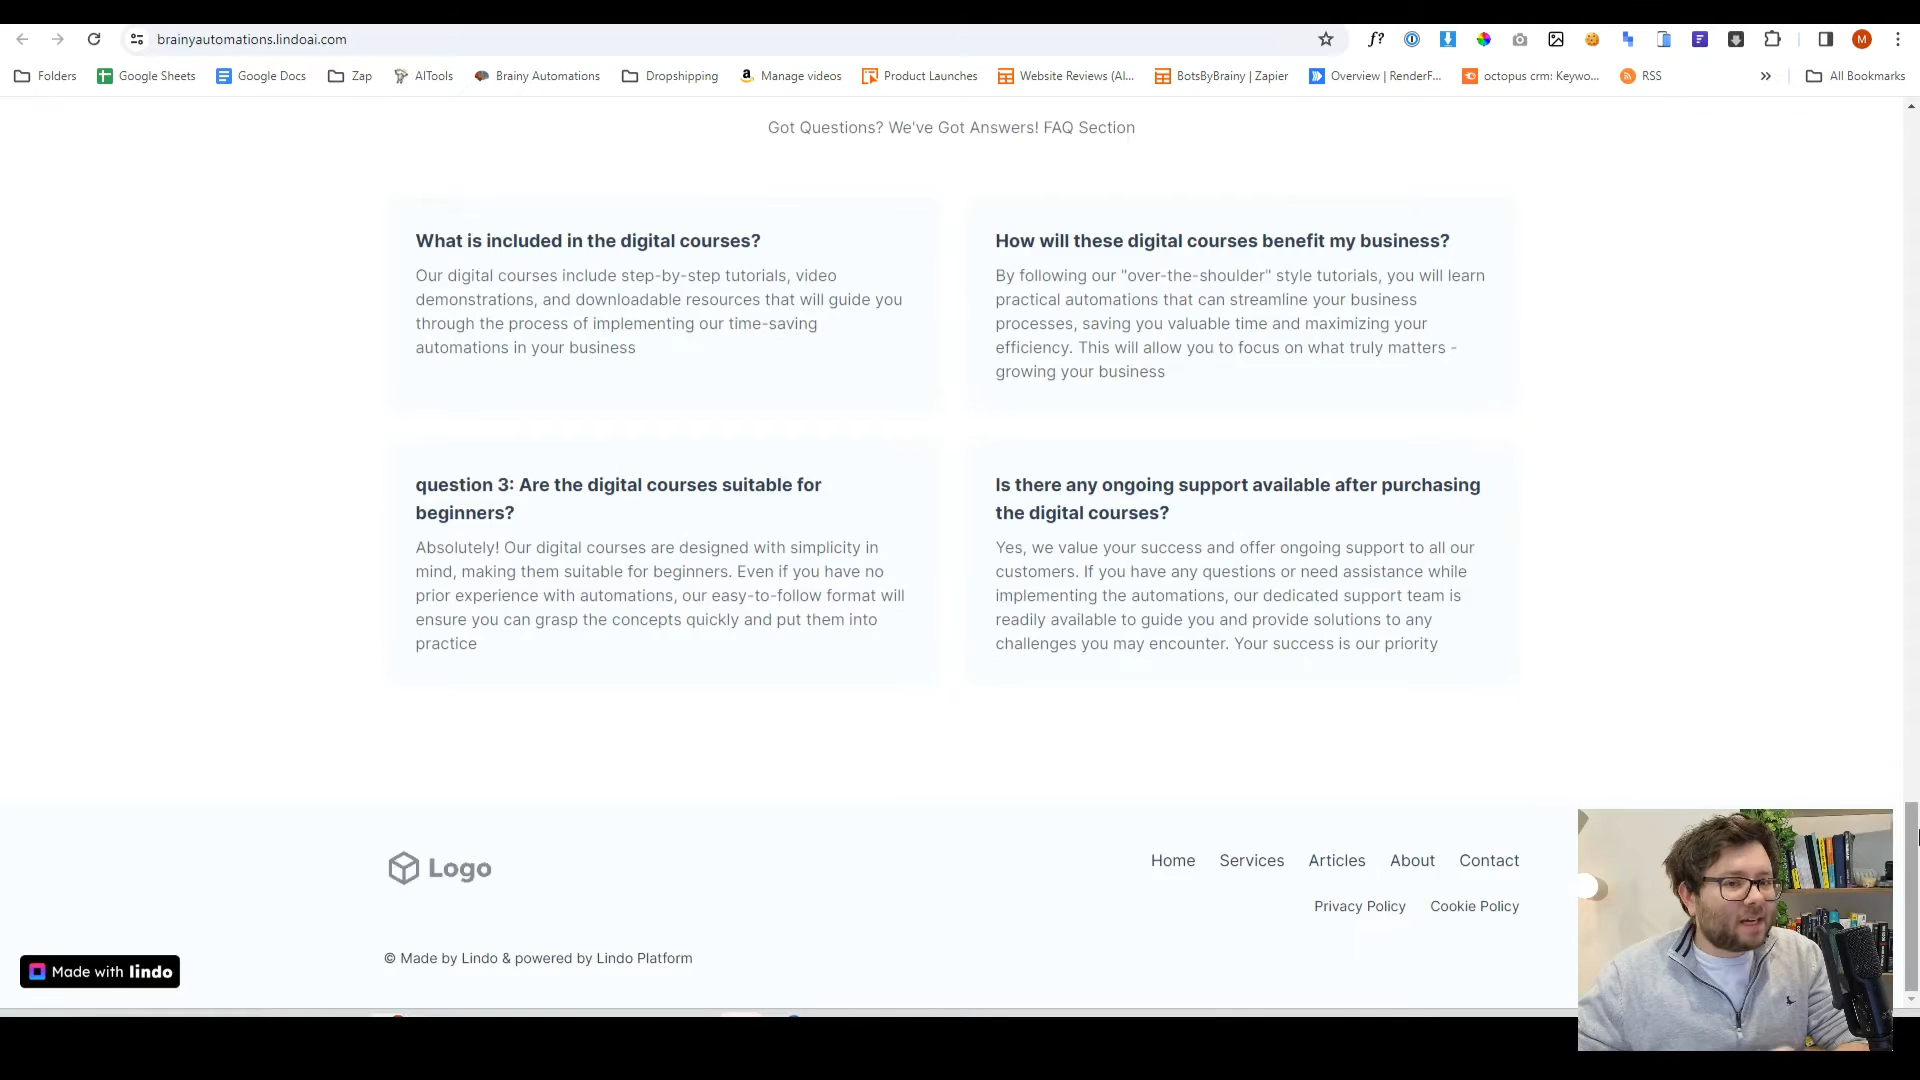 brainyautomations.lindoai.com
f?
M
Folders
Google Sheets
Google Docs
Zap
AITools
Brainy Automations
Dropshipping
Manage videos
Product Launches
Website Reviews (AI...
BotsByBrainy | Zapier
Overview | RenderF...
octopus crm: Keywo...
RSS
All Bookmarks
Got Questions? We've Got Answers! FAQ Section
What is included in the digital courses?
Our digital courses include step-by-step tutorials, video
demonstrations, and downloadable resources that will guide you
through the process of implementing our time-saving
automations in your business
How will these digital courses benefit my business?
By following our "over-the-shoulder" style tutorials, you will learn
practical automations that can streamline your business
processes, saving you valuable time and maximizing your
efficiency. This will allow you to focus on what truly matters -
growing your business
question 3: Are the digital courses suitable for
beginners?
Absolutely! Our digital courses are designed with simplicity in
mind, making them suitable for beginners. Even if you have no
prior experience with automations, our easy-to-follow format will
ensure you can grasp the concepts quickly and put them into
practice
Is there any ongoing support available after purchasing
the digital courses?
Yes, we value your success and offer ongoing support to all our
customers. If you have any questions or need assistance while
implementing the automations, our dedicated support team is
readily available to guide you and provide solutions to any
challenges you may encounter. Your success is our priority
Logo
Home
Services
Articles
About
Contact
Privacy Policy
Cookie Policy
© Made by Lindo & powered by Lindo Platform
Made with lindo